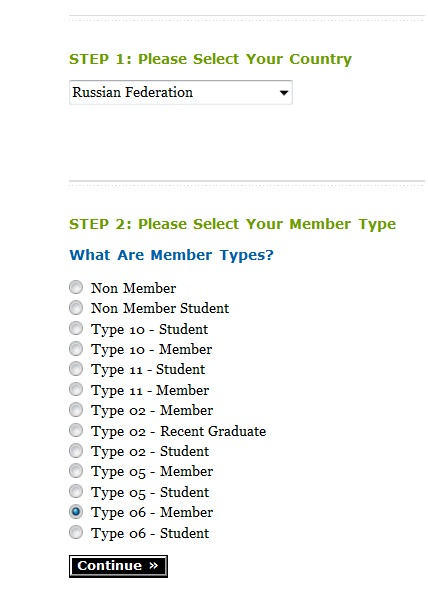 STEP 1: Please Select Your Country
Russian Federation
STEP 2: Please Select Your Member Type
What Are Member Types?
Non Member
Non Member Student
Type 10 - Student
Type 10 - Member
Type 11 - Student
Type 11 - Member
Type 02 - Member
Type 02 - Recent Graduate
Type 02 - Student
Type 05 - Member
Type 05 - Student
Type 06 - Member
Type 06 - Student
Continue »